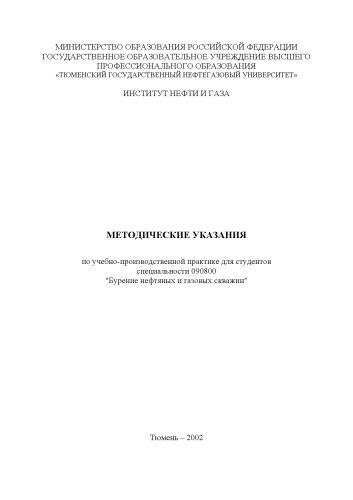 МИНИСТЕРСТВО ОБРАЗОВАНИЯ РОССИЙСКОЙ ФЕДЕРАЦИИ
ГОСУДАРСТВЕННОЕ ОБРАЗОВАТЕЛЬНОЕ УЧРЕЖДЕНИЕ ВЫСШЕГО
ПРОФЕССИОНАЛЬНОГО ОБРАЗОВАНИЯ
«ТЮМЕНСКИЙ ГОСУДАРСТВЕННЫЙ НЕФТЕГАЗОВЫЙ УНИВЕРСИТЕТ»
ИНСТИТУТ НЕФТИ И ГАЗА
МЕТОДИЧЕСКИЕ УКАЗАНИЯ
по учебно-производственной практике для студентов
специальности 090800
"Бурение нефтяных и газовых скважин"
Тюмень – 2002